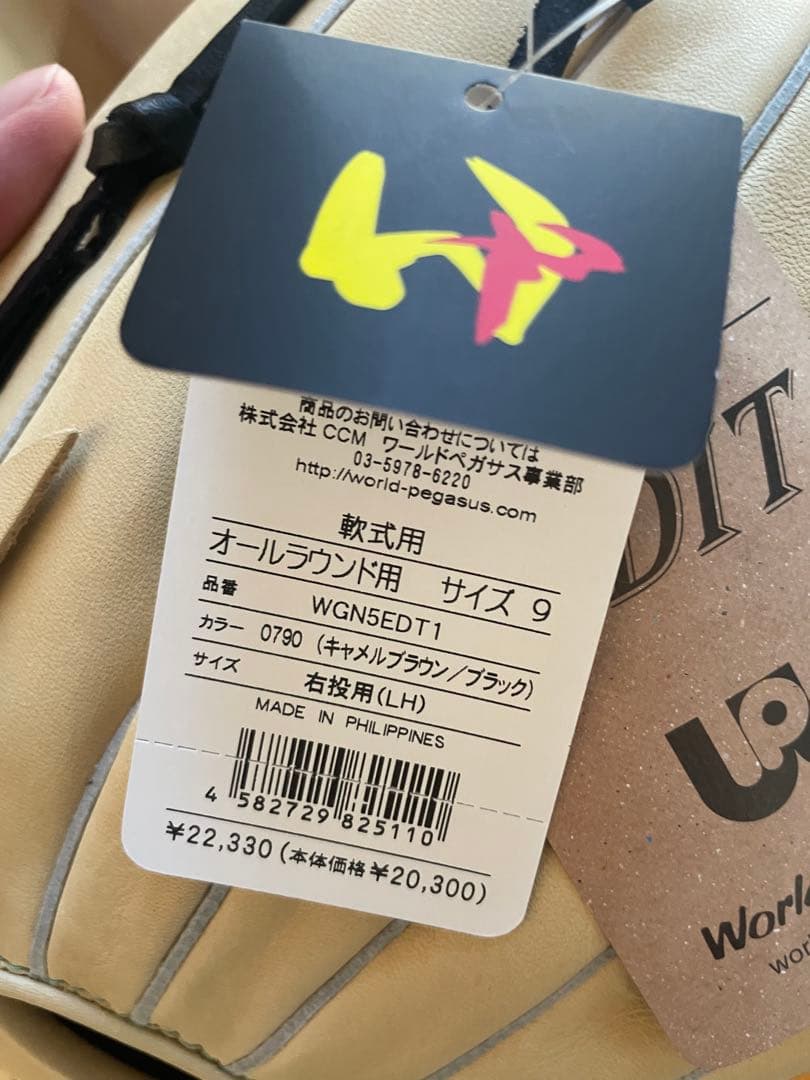 商品のお問い合わせについては
株式会社 CCM ワールドペガサス事業部
03-5978-6220
http://world-pegasus.com
軟式用
オールラウンド用 サイズ 9
品番 WGN5EDT1
カラー 0790 (キャメルブラウン/ブラック)
サイズ 右投用(LH)
MADE IN PHILIPPINES
4 582729 825110
¥22,330 (本体価格¥20,300)
DIT